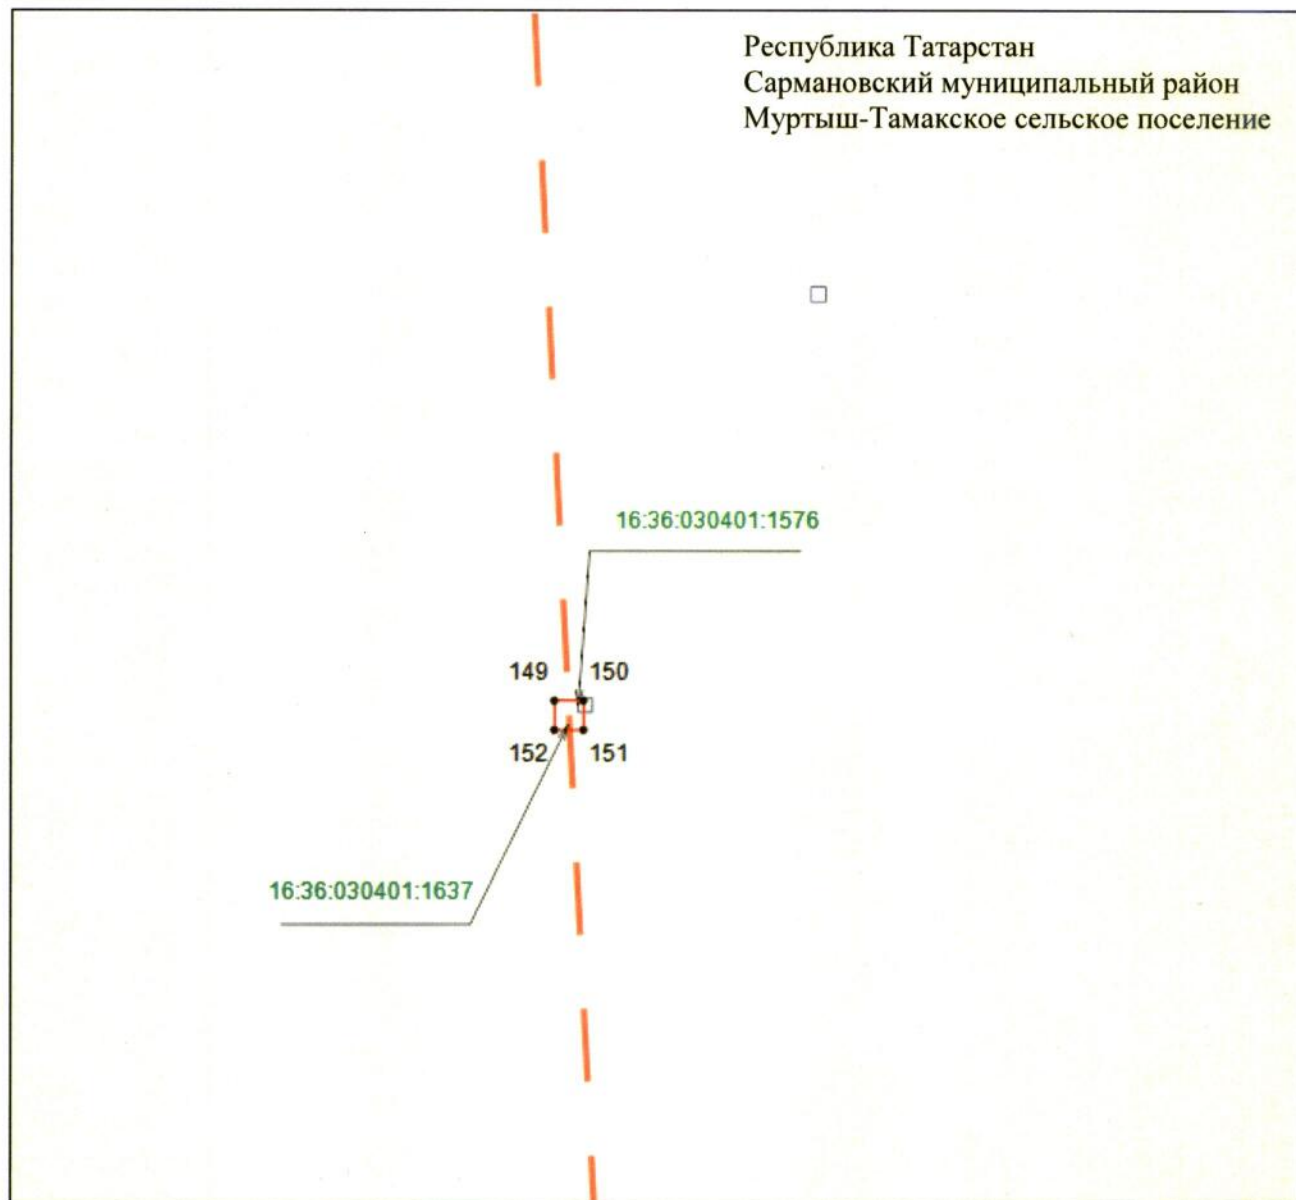 Республика Татарстан
Сармановский муниципальный район
Муртыш-Тамакское сельское поселение
16:36:030401:1576
149 150
152 151
16:36:030401:1637